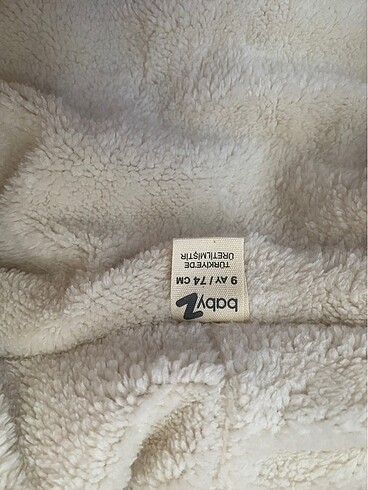 babyZ
9 AY / 74 CM
TÜRKİYE'DE
ÜRETİLMİŞTİR